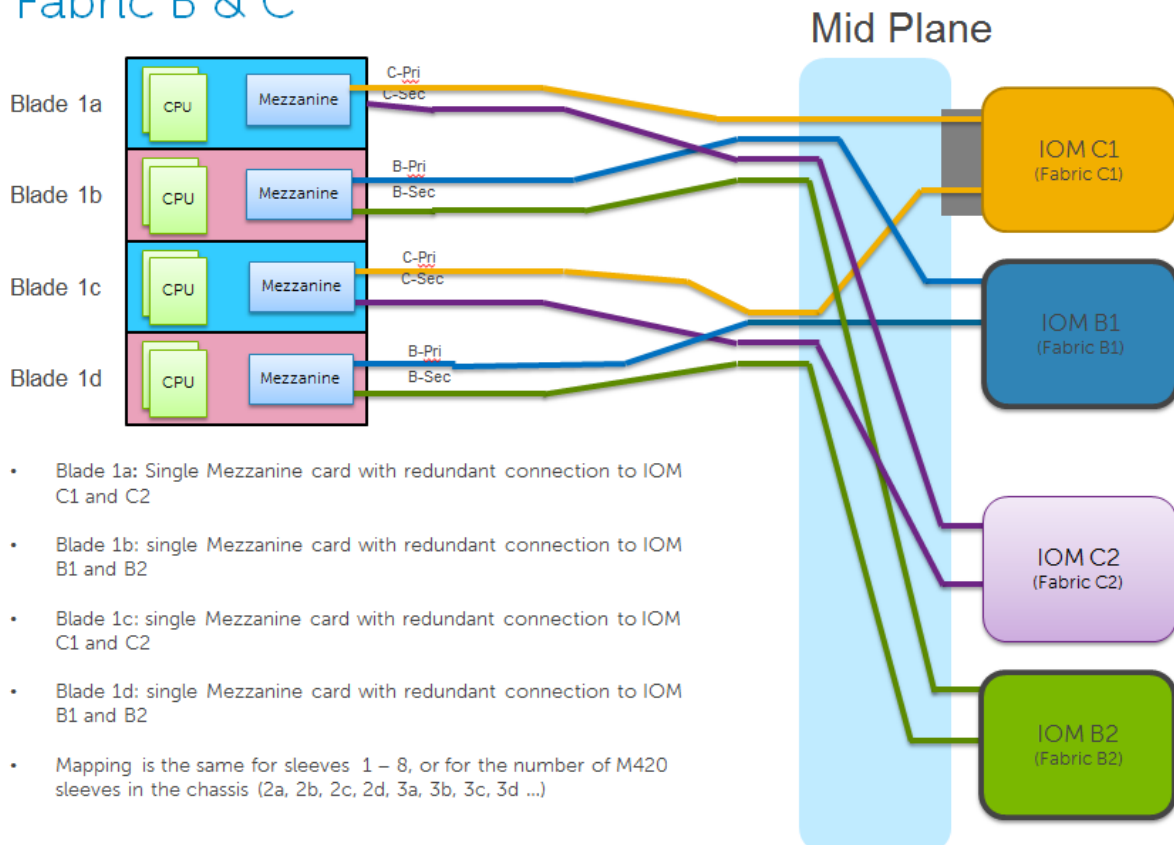 Fabric B & C
Mid Plane
Blade 1a
CPU
Mezzanine
C-Pri
C-Sec
IOM C1
(Fabric C1)
Blade 1b
CPU
Mezzanine
B-Pri
B-Sec
Blade 1c
CPU
Mezzanine
C-Pri
C-Sec
IOM B1
(Fabric B1)
Blade 1d
CPU
Mezzanine
B-Pri
B-Sec
• Blade 1a: Single Mezzanine card with redundant connection to IOM
C1 and C2
• Blade 1b: single Mezzanine card with redundant connection to IOM
B1 and B2
• Blade 1c: single Mezzanine card with redundant connection to IOM
C1 and C2
• Blade 1d: single Mezzanine card with redundant connection to IOM
B1 and B2
• Mapping is the same for sleeves 1 – 8, or for the number of M420
sleeves in the chassis (2a, 2b, 2c, 2d, 3a, 3b, 3c, 3d ...)
IOM C2
(Fabric C2)
IOM B2
(Fabric B2)